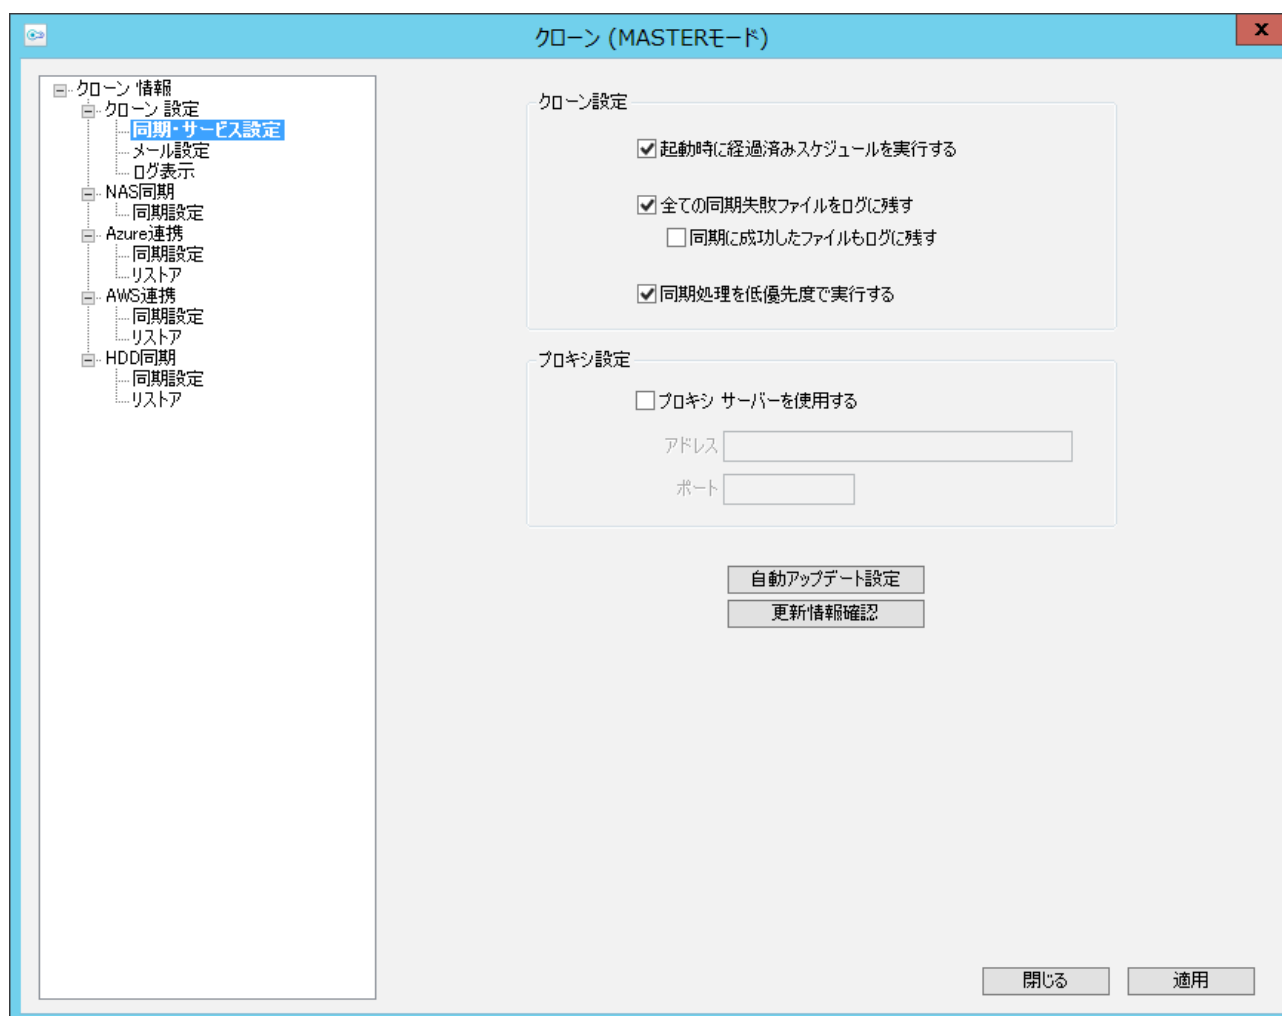 クローン (MASTERモード)
x
クローン 情報
クローン 設定
同期・サービス設定
メール設定
ログ表示
NAS同期
同期設定
Azure連携
同期設定
リストア
AWS連携
同期設定
リストア
HDD同期
同期設定
リストア
クローン設定
起動時に経過済みスケジュールを実行する
全ての同期失敗ファイルをログに残す
同期に成功したファイルもログに残す
同期処理を低優先度で実行する
プロキシ設定
プロキシ サーバーを使用する
アドレス
ポート
自動アップデート設定
更新情報確認
閉じる
適用